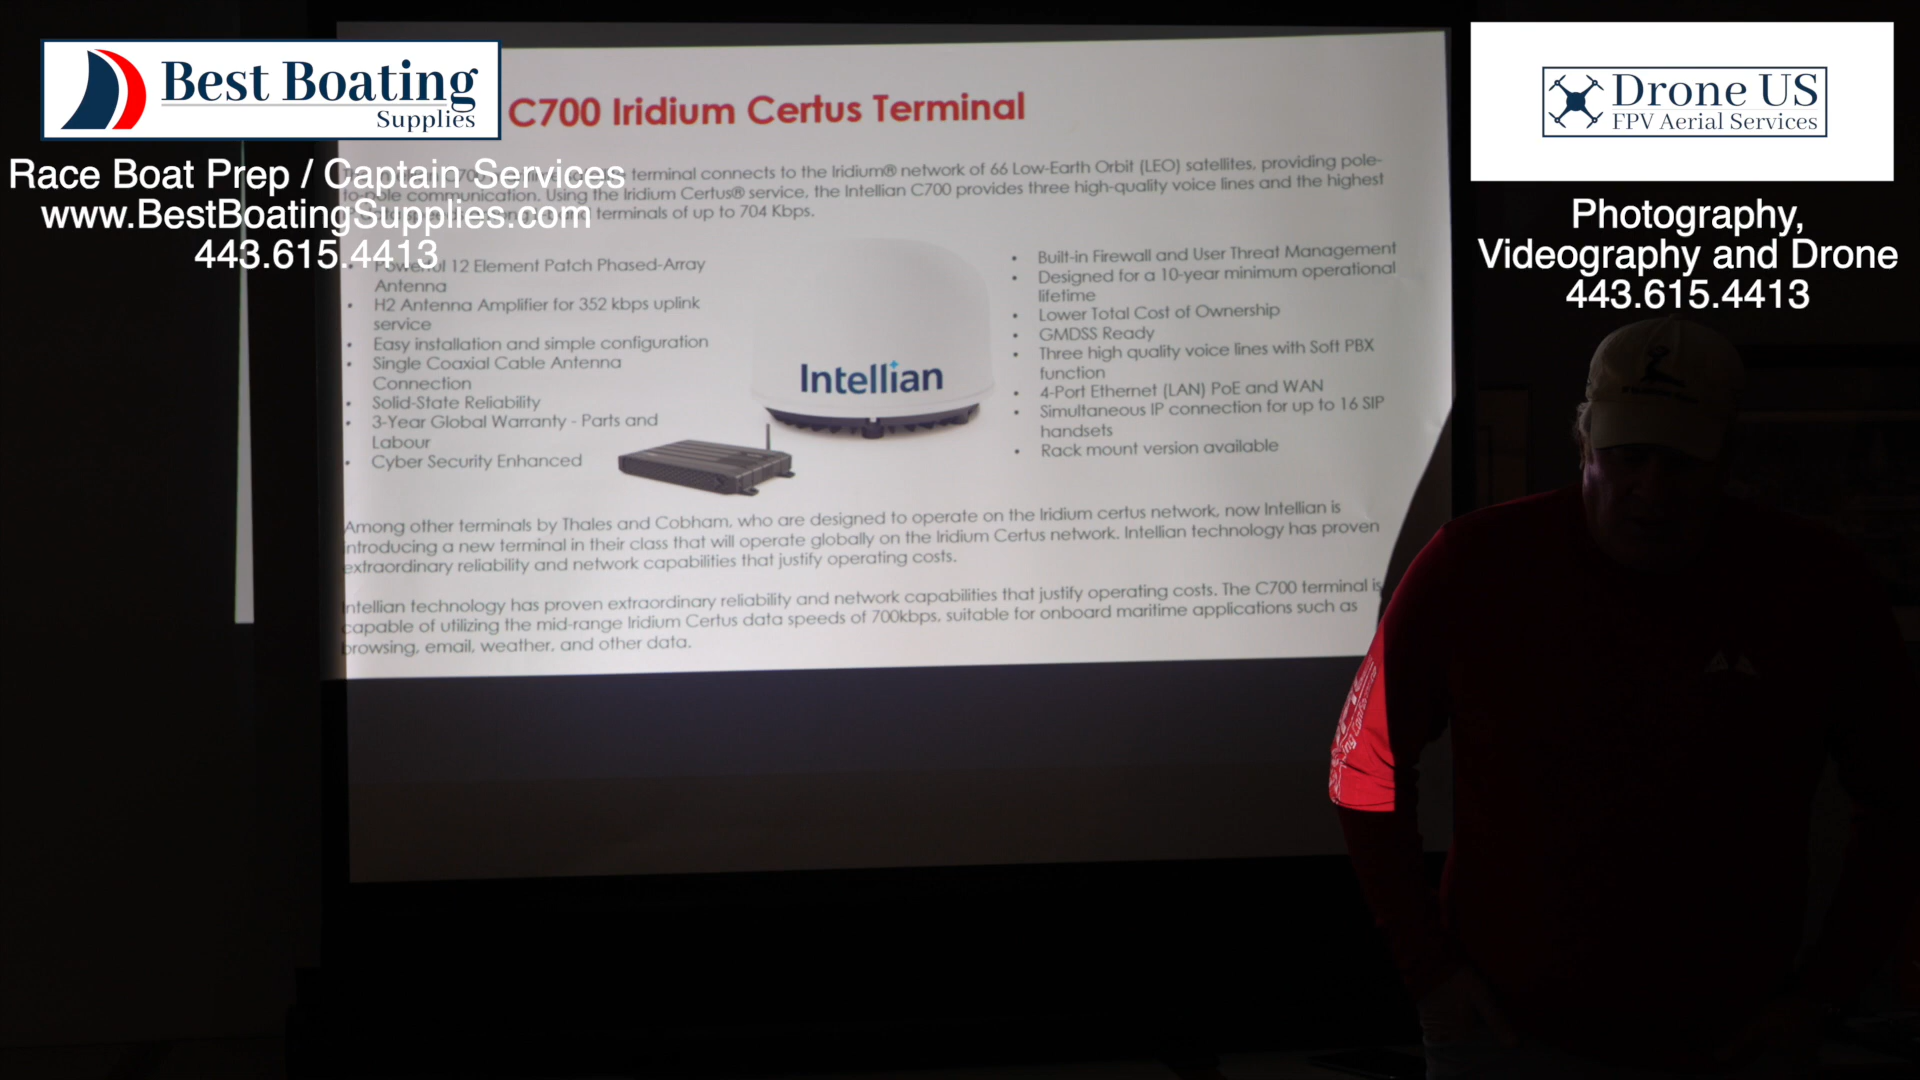 Best Boating
Supplies
Race Boat Prep / Captain Services
www.BestBoatingSupplies.com
443.615.4413
Drone US
FPV Aerial Services
Photography,
Videography and Drone
443.615.4413
C700 Iridium Certus Terminal
terminal connects to the Iridium® network of 66 Low-Earth Orbit (LEO) satellites, providing pole-
to-pole communication. Using the Iridium Certus® service, the Intellian C700 provides three high-quality voice lines and the highest
terminals of up to 704 Kbps.
• Powerful 12 Element Patch Phased-Array
Antenna
• H2 Antenna Amplifier for 352 kbps uplink
service
• Easy installation and simple configuration
• Single Coaxial Cable Antenna
Connection
• Solid-State Reliability
• 3-Year Global Warranty - Parts and
Labour
• Cyber Security Enhanced
Intellian
• Built-in Firewall and User Threat Management
• Designed for a 10-year minimum operational
lifetime
• Lower Total Cost of Ownership
• GMDSS Ready
• Three high quality voice lines with Soft PBX
function
• 4-Port Ethernet (LAN) PoE and WAN
• Simultaneous IP connection for up to 16 SIP
handsets
• Rack mount version available
Among other terminals by Thales and Cobham, who are designed to operate on the Iridium certus network, now Intellian is
introducing a new terminal in their class that will operate globally on the Iridium Certus network. Intellian technology has proven
extraordinary reliability and network capabilities that justify operating costs.
Intellian technology has proven extraordinary reliability and network capabilities that justify operating costs. The C700 terminal is
capable of utilizing the mid-range Iridium Certus data speeds of 700kbps, suitable for onboard maritime applications such as
browsing, email, weather, and other data.